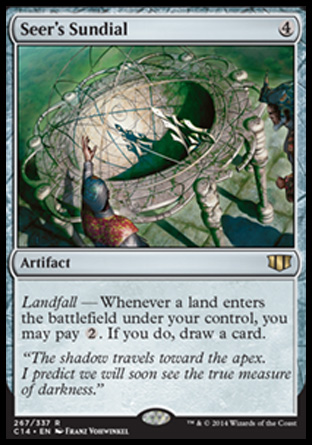 Seer's Sundial 4
Artifact
Landfall — Whenever a land enters
the battlefield under your control, you
may pay 2. If you do, draw a card.
"The shadow travels toward the apex.
I predict we will soon see the true measure
of darkness."
267/337 R
C14 • EN Franz Vohwinkel ™ & © 2014 Wizards of the Coast